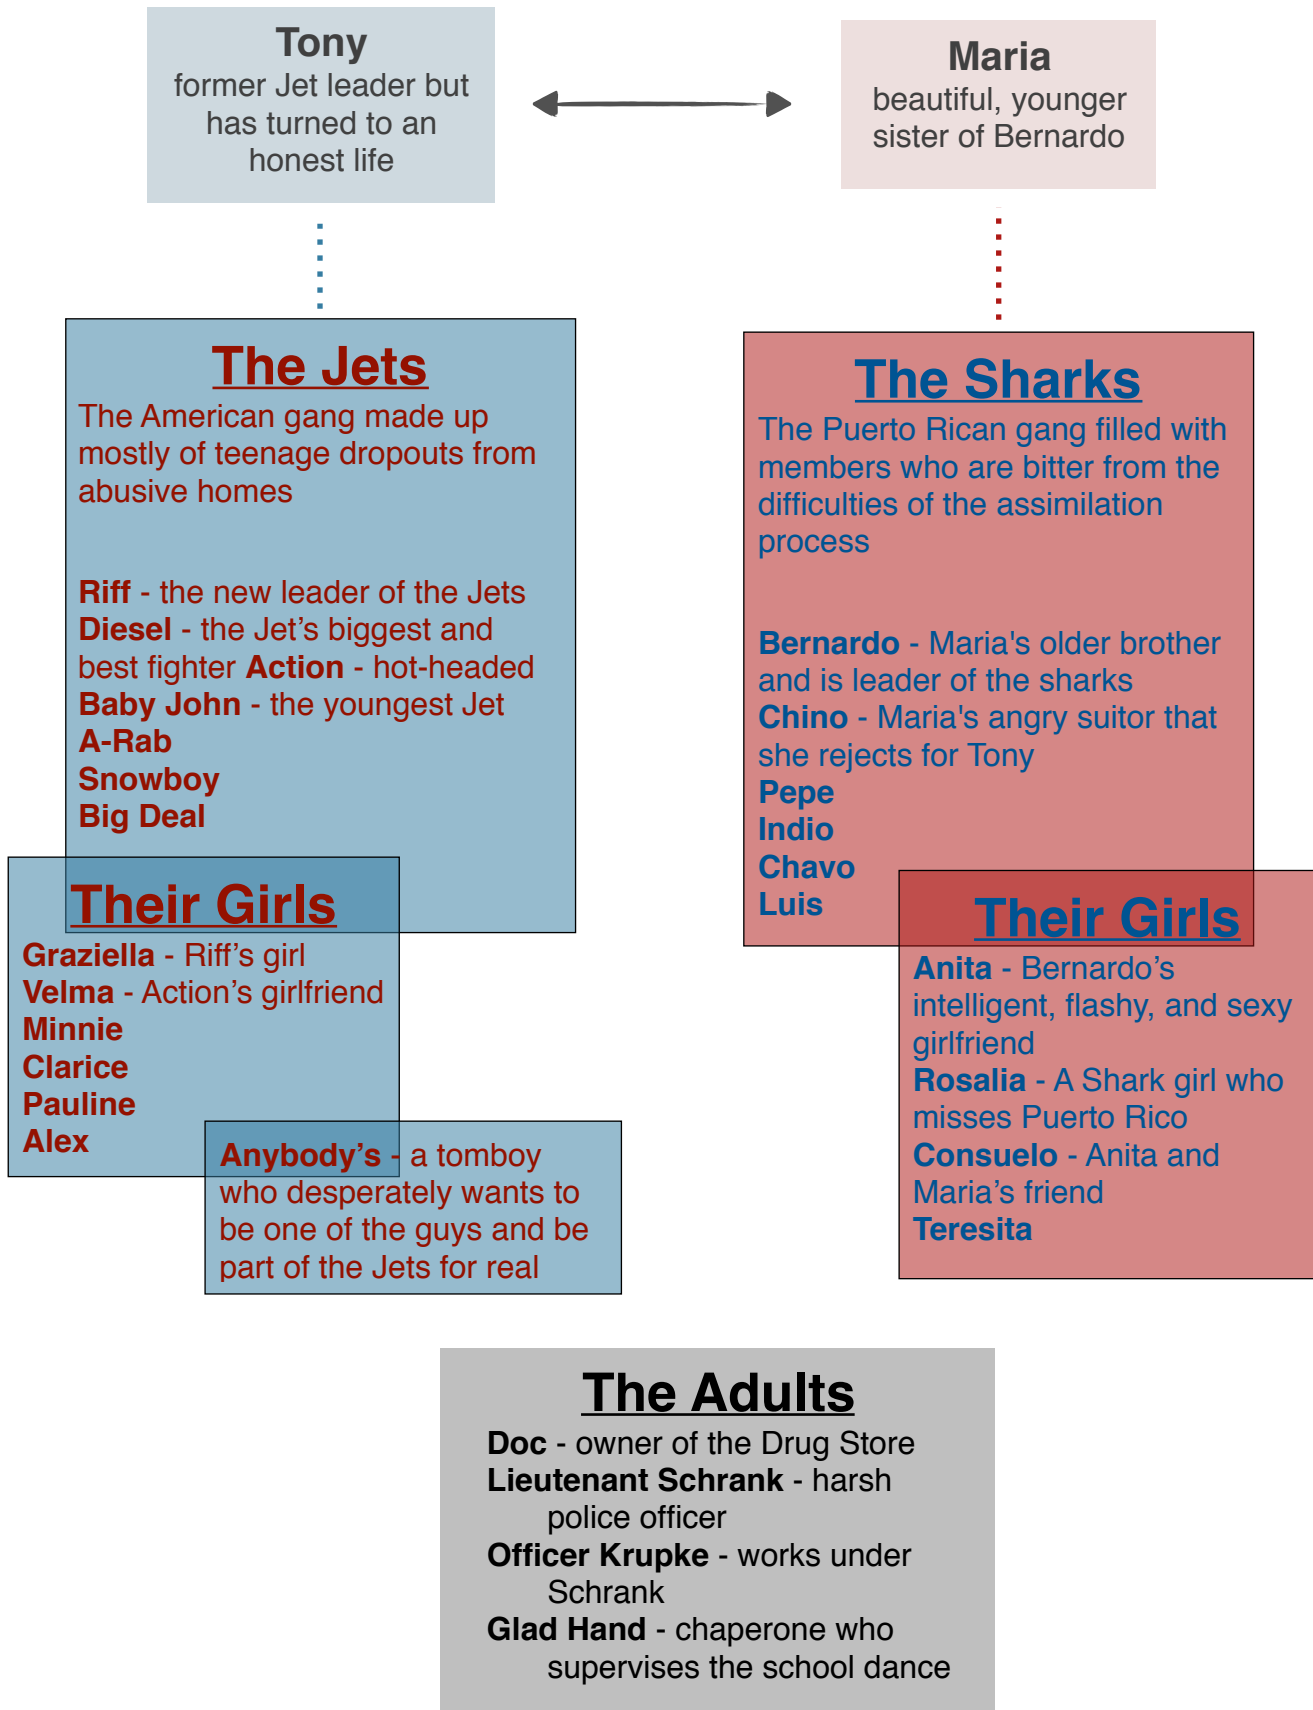 Tony
former Jet leader but
has turned to an
honest life
Maria
beautiful, younger
sister of Bernardo
The Jets
The American gang made up
mostly of teenage dropouts from
abusive homes
Riff - the new leader of the Jets
Diesel - the Jet’s biggest and
best fighter Action - hot-headed
Baby John - the youngest Jet
A-Rab
Snowboy
Big Deal
Their Girls
Graziella - Riff’s girl
Velma - Action’s girlfriend
Minnie
Clarice
Pauline
Alex
Anybody’s - a tomboy
who desperately wants to
be one of the guys and be
part of the Jets for real
The Sharks
The Puerto Rican gang filled with
members who are bitter from the
difficulties of the assimilation
process
Bernardo - Maria's older brother
and is leader of the sharks
Chino - Maria's angry suitor that
she rejects for Tony
Pepe
Indio
Chavo
Luis
Their Girls
Anita - Bernardo’s
intelligent, flashy, and sexy
girlfriend
Rosalia - A Shark girl who
misses Puerto Rico
Consuelo - Anita and
Maria’s friend
Teresita
The Adults
Doc - owner of the Drug Store
Lieutenant Schrank - harsh
police officer
Officer Krupke - works under
Schrank
Glad Hand - chaperone who
supervises the school dance